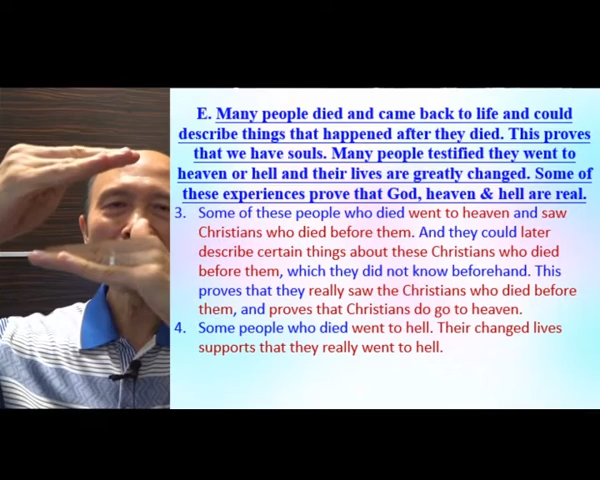 E. Many people died and came back to life and could
describe things that happened after they died. This proves
that we have souls. Many people testified they went to
heaven or hell and their lives are greatly changed. Some of
these experiences prove that God, heaven & hell are real.
3. Some of these people who died went to heaven and saw
Christians who died before them. And they could later
describe certain things about these Christians who died
before them, which they did not know beforehand. This
proves that they really saw the Christians who died before
them, and proves that Christians do go to heaven.
4. Some people who died went to hell. Their changed lives
supports that they really went to hell.